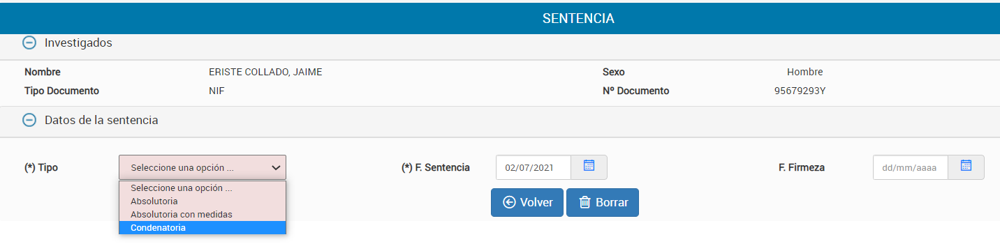 SENTENCIA
Investigados
Nombre ERISTE COLLADO, JAIME Sexo Hombre
Tipo Documento NIF Nº Documento 95679293Y
Datos de la sentencia
(*) Tipo Seleccione una opción ... (*) F. Sentencia 02/07/2021 F. Firmeza dd/mm/aaaa
Seleccione una opción ...
Absolutoria
Absolutoria con medidas
Condenatoria
Volver Borrar